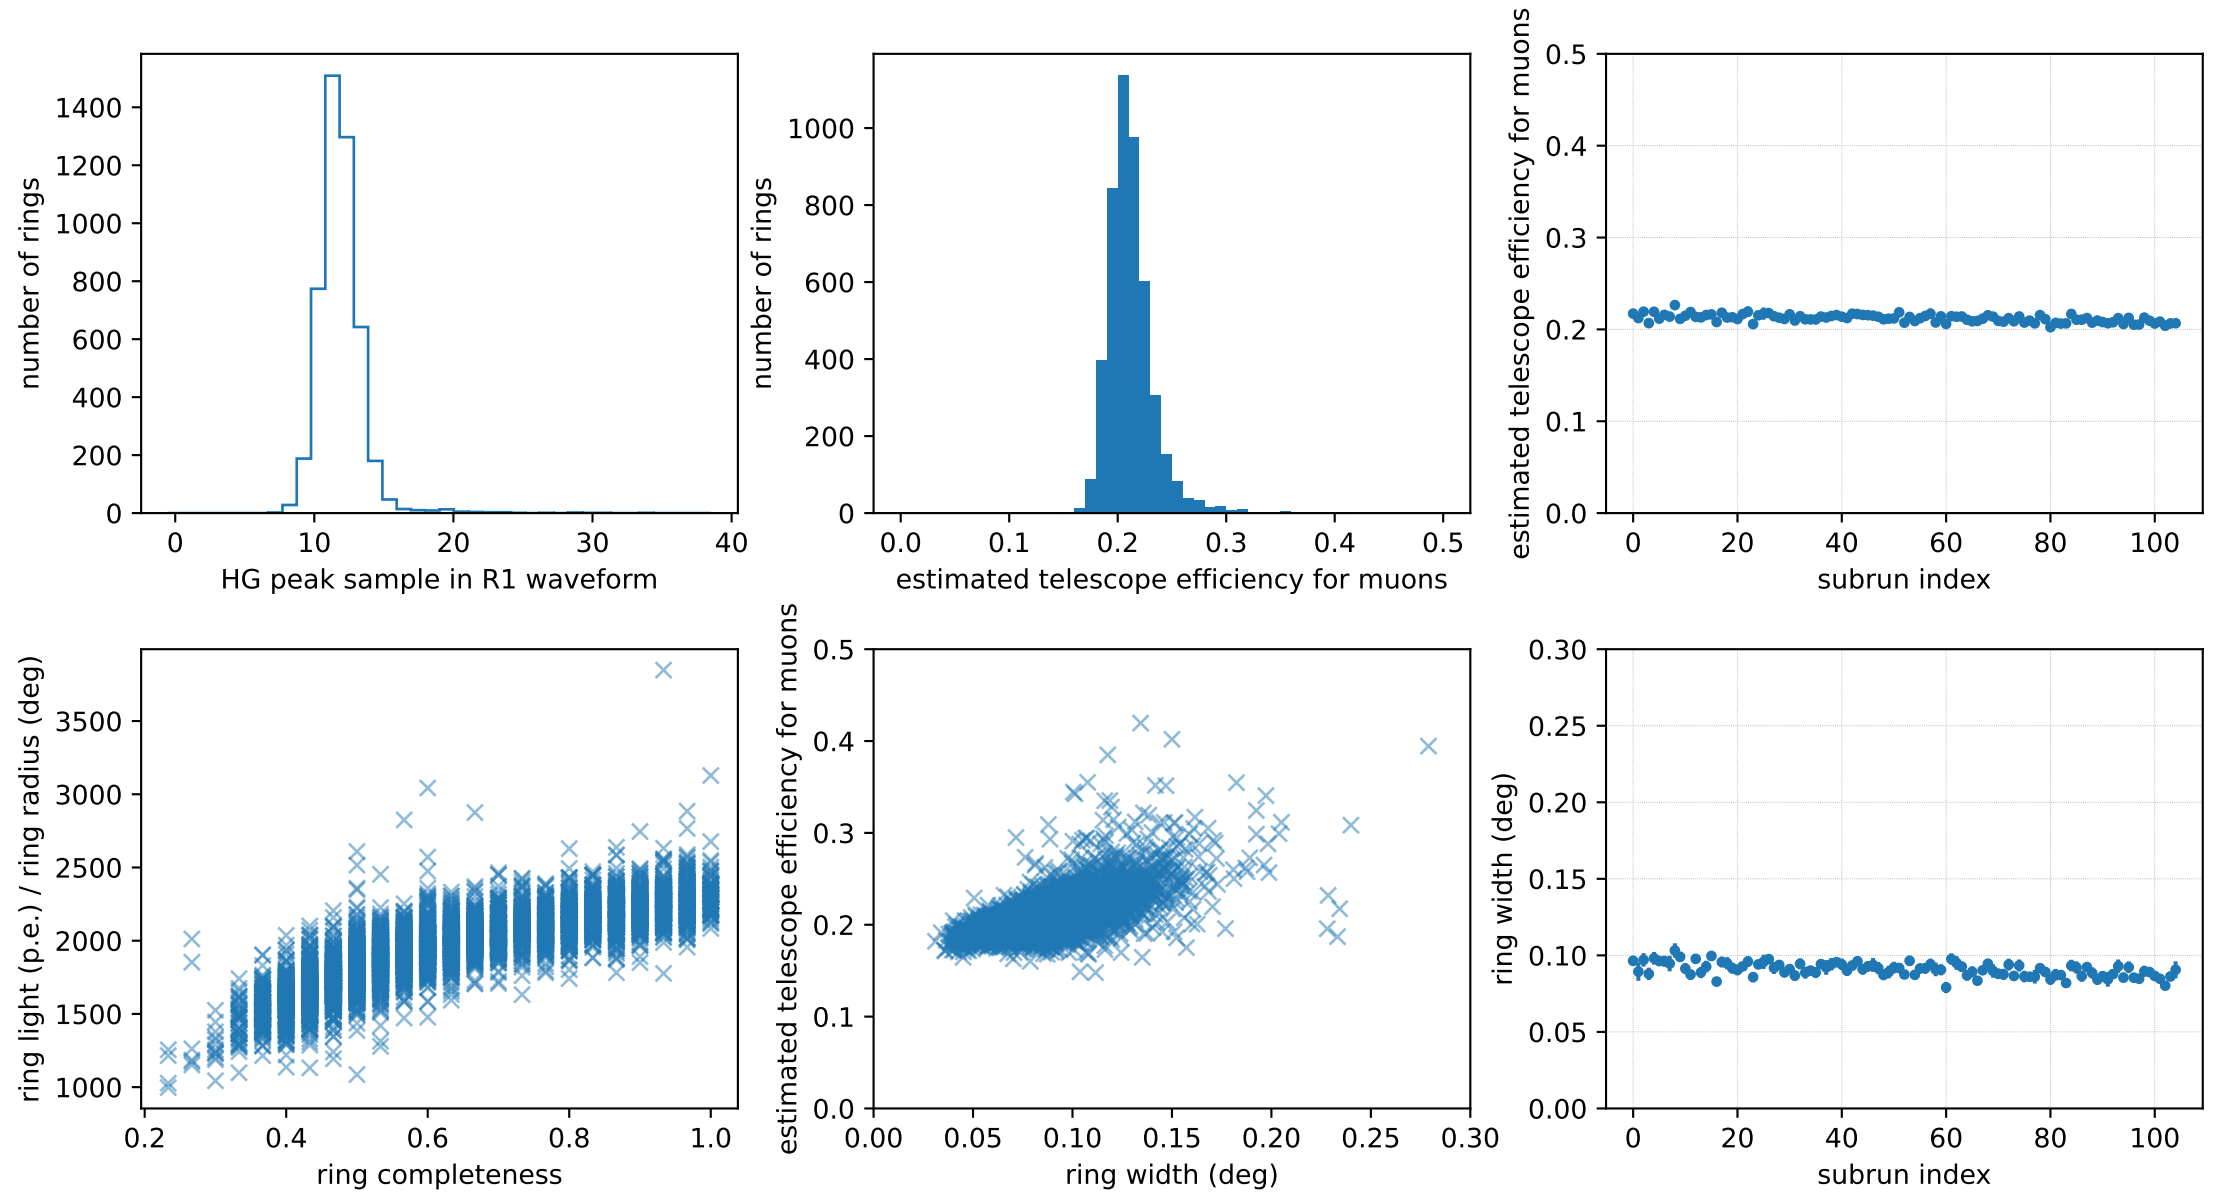 number of rings
1400
1200
1000
800
600
400
200
0
0 10 20 30 40
HG peak sample in R1 waveform
number of rings
1000
800
600
400
200
0
0.0 0.1 0.2 0.3 0.4 0.5
estimated telescope efficiency for muons
estimated telescope efficiency for muons
0.5
0.4
0.3
0.2
0.1
0.0
0 20 40 60 80 100
subrun index
ring light (p.e.) / ring radius (deg)
3500
3000
2500
2000
1500
1000
0.2 0.4 0.6 0.8 1.0
ring completeness
estimated telescope efficiency for muons
0.5
0.4
0.3
0.2
0.1
0.0
0.00 0.05 0.10 0.15 0.20 0.25 0.30
ring width (deg)
ring width (deg)
0.30
0.25
0.20
0.15
0.10
0.05
0.00
0 20 40 60 80 100
subrun index